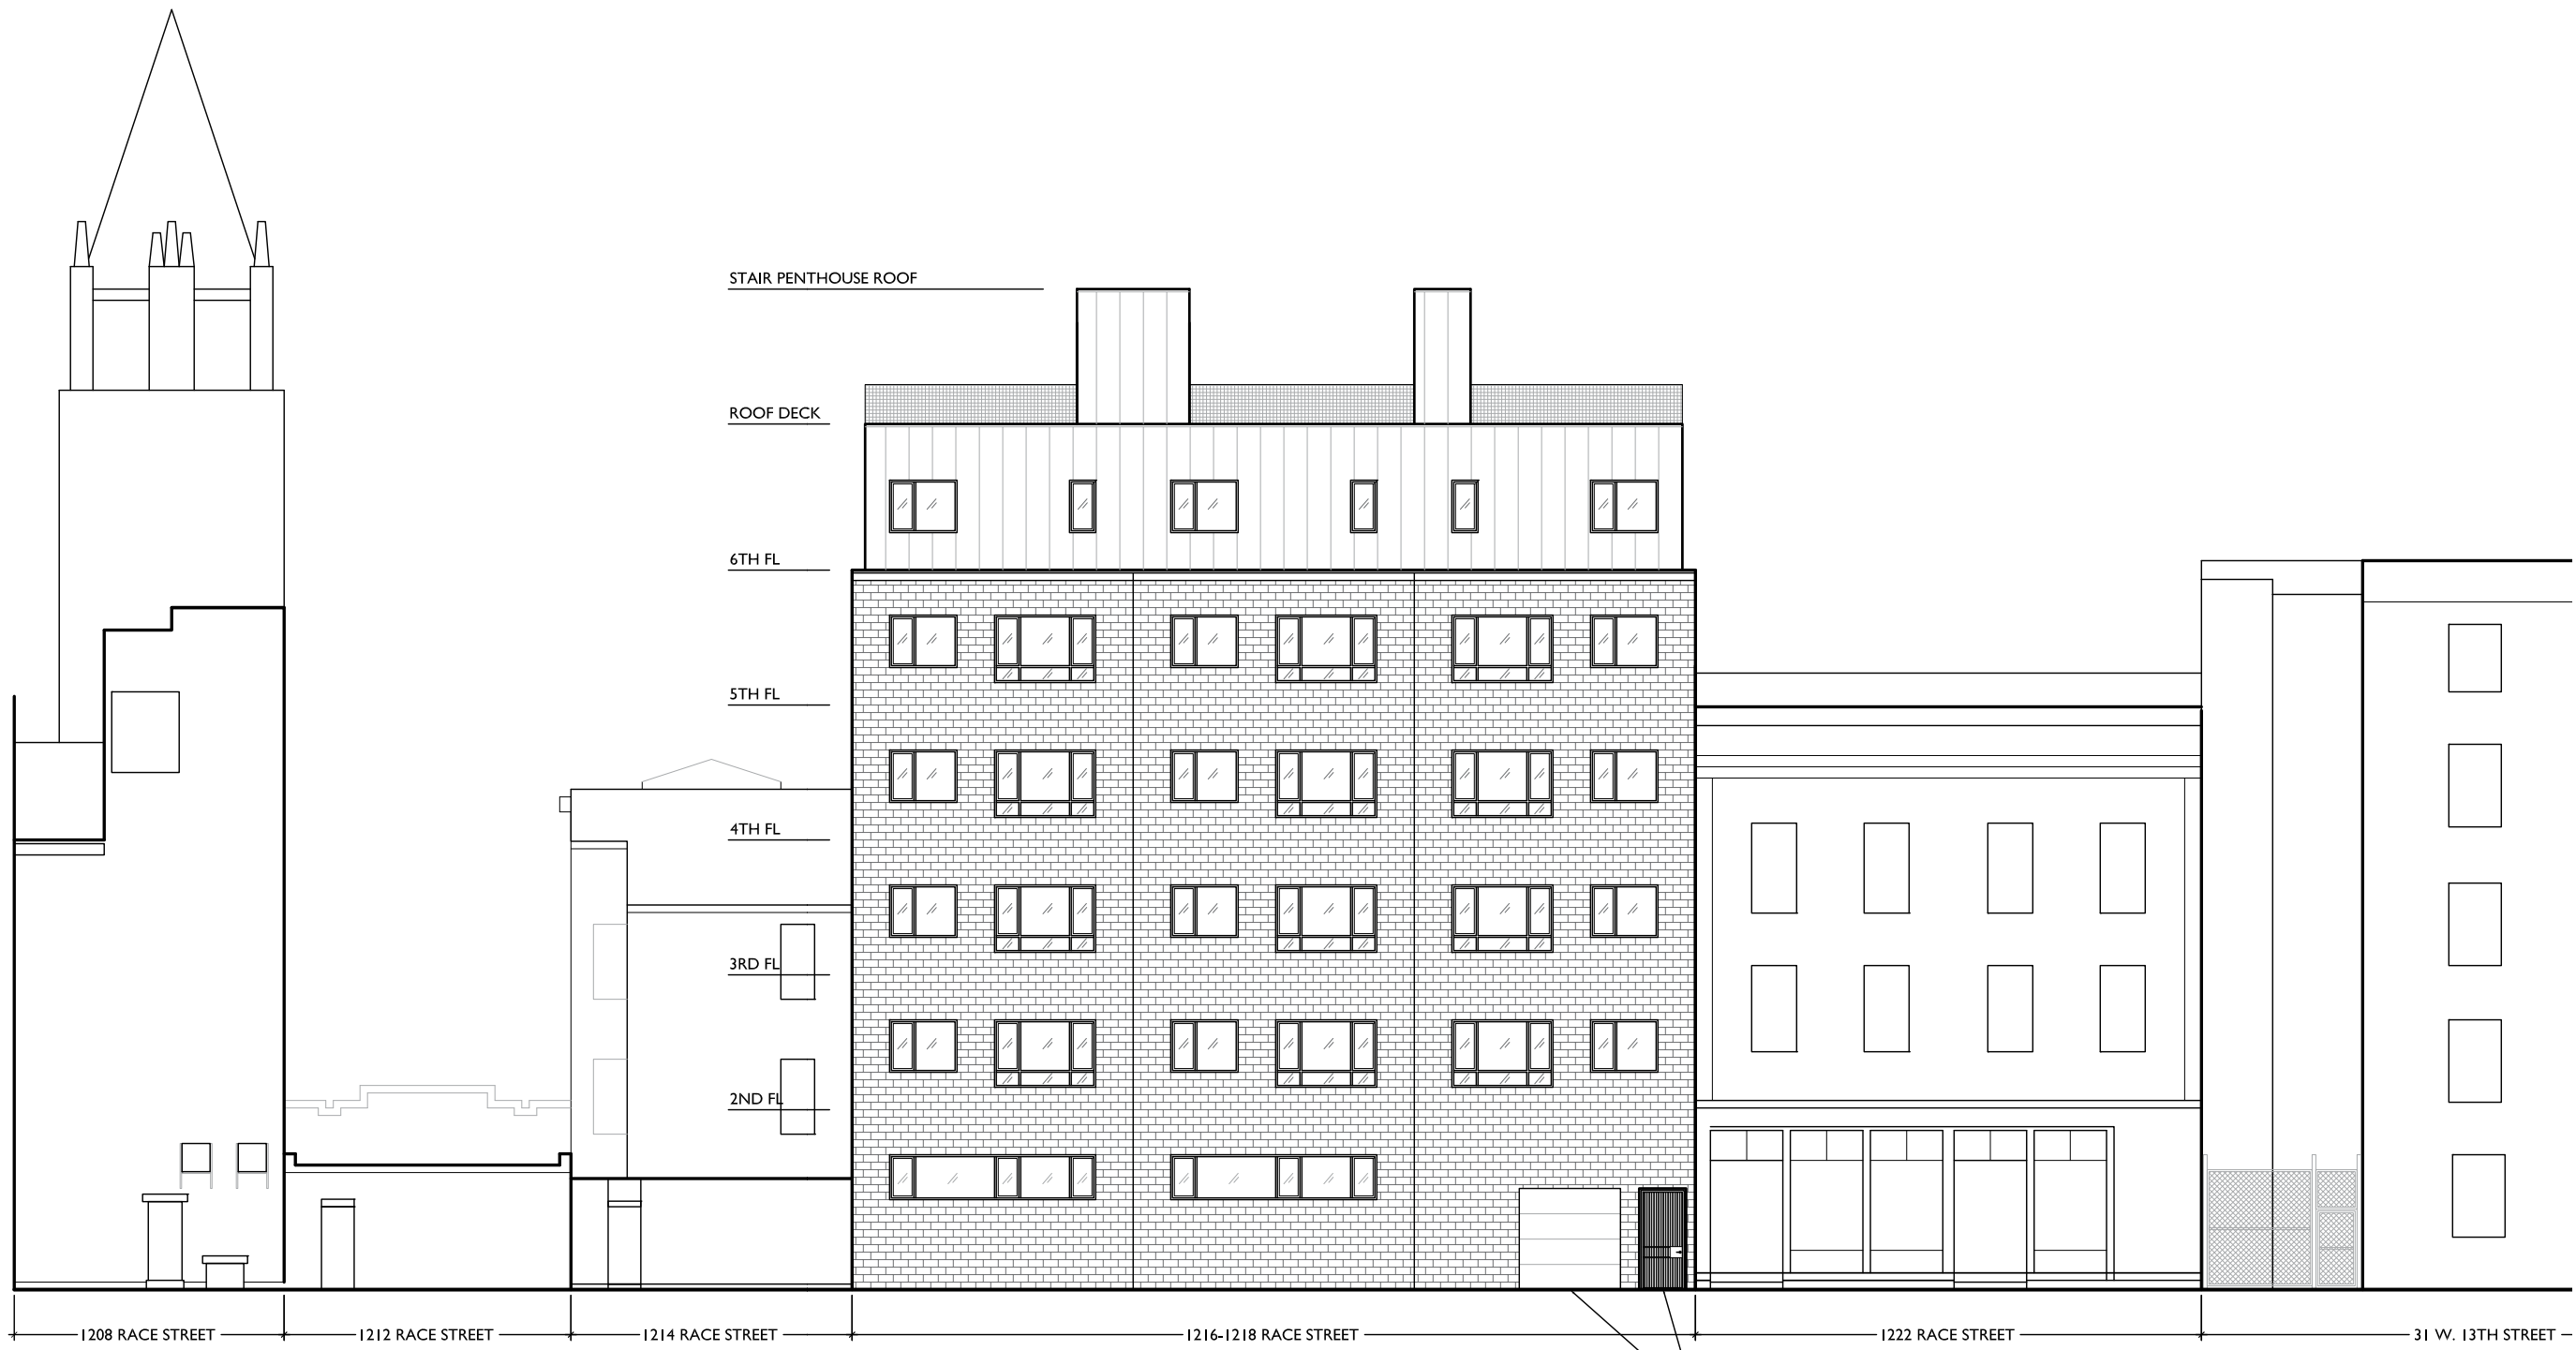 STAIR PENTHOUSE ROOF
ROOF DECK
6TH FL
5TH FL
4TH FL
3RD FL
2ND FL
1208 RACE STREET
1212 RACE STREET
1214 RACE STREET
1216-1218 RACE STREET
1222 RACE STREET
31 W. 13TH STREET